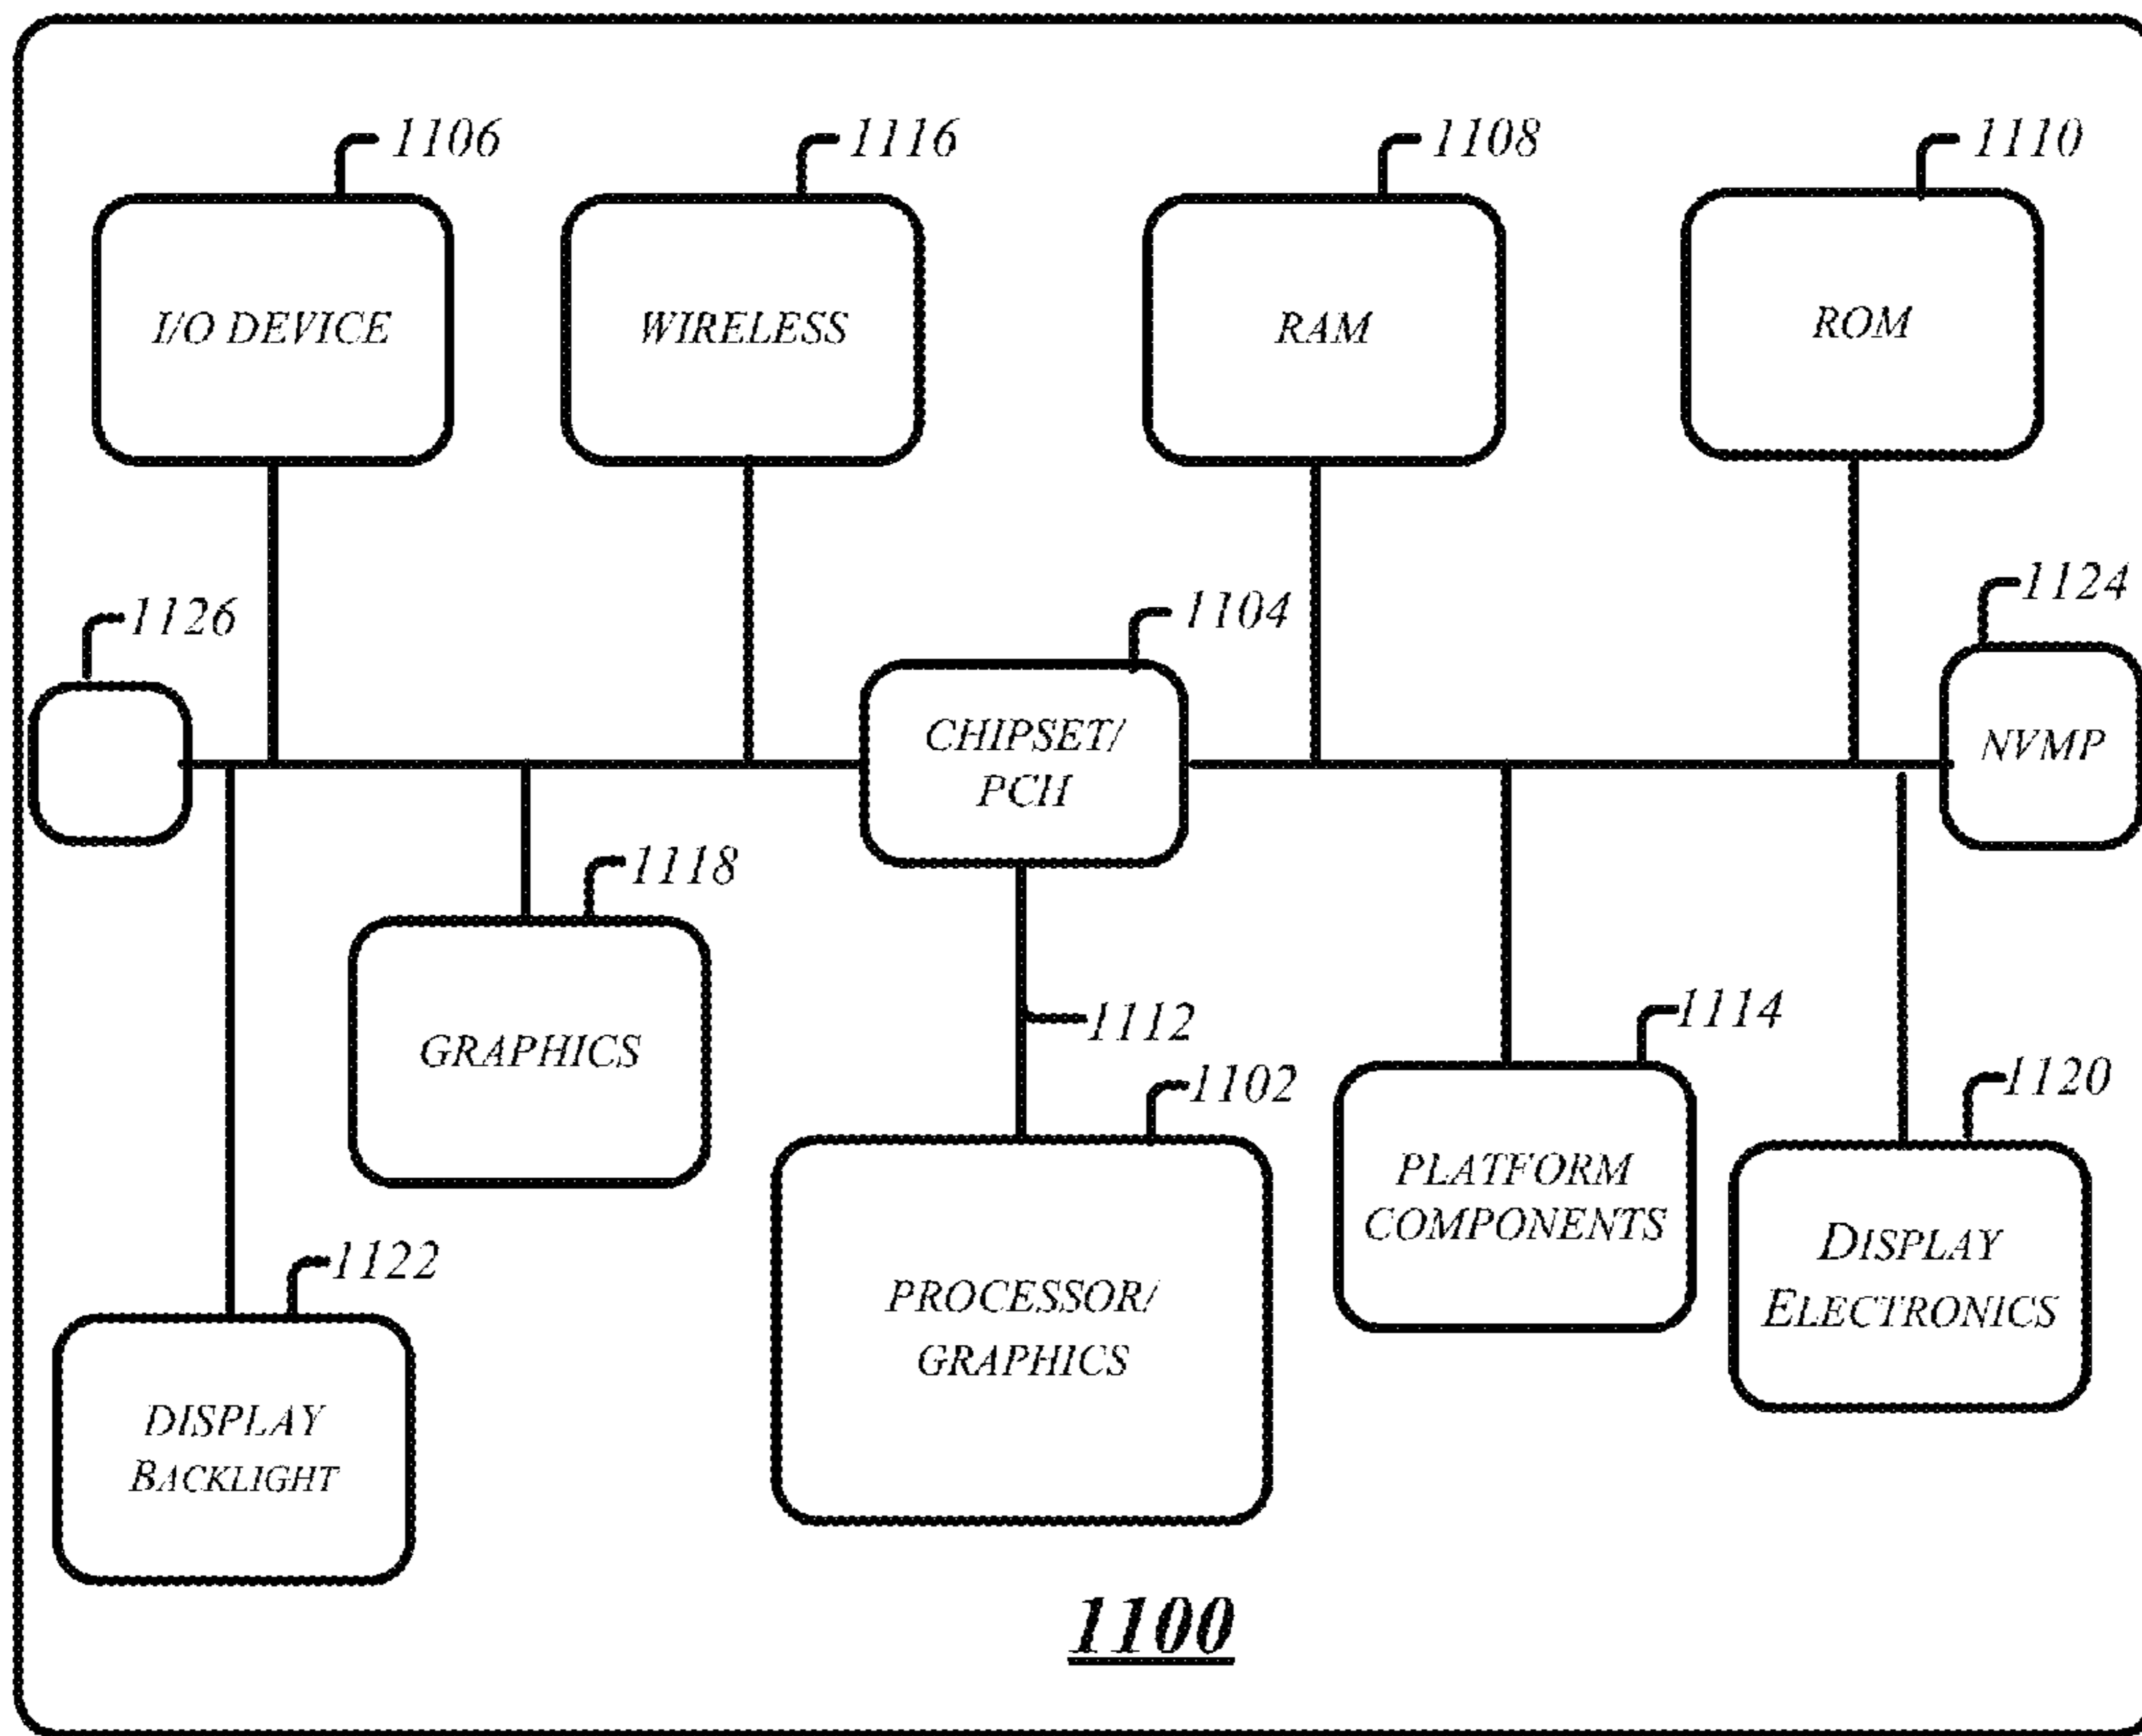 1106
1116
1108
1110
I/O DEVICE
WIRELESS
RAM
ROM
1126
1104
1124
CHIPSET/
PCH
NVMP
1118
GRAPHICS
1112
1114
1102
1120
PLATFORM
COMPONENTS
DISPLAY
ELECTRONICS
1122
PROCESSOR/
GRAPHICS
DISPLAY
BACKLIGHT
1100